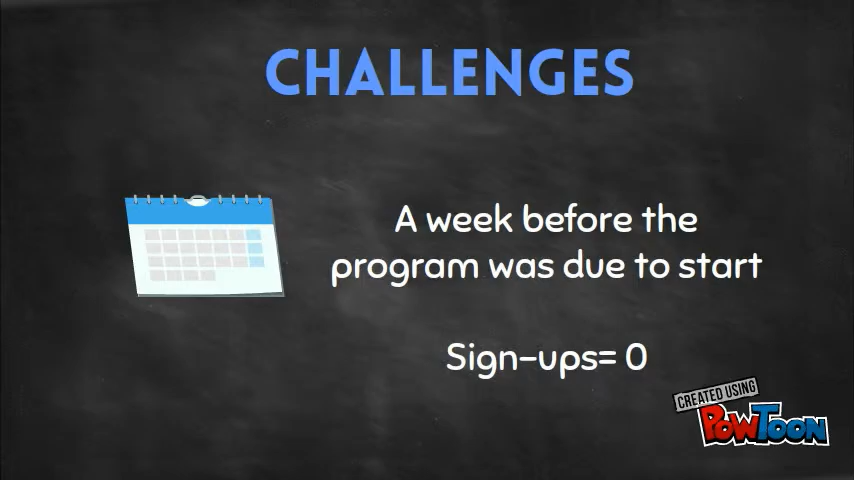 CHALLENGES
A week before the
program was due to start
Sign-ups= 0
CREATED USING
POWTOON